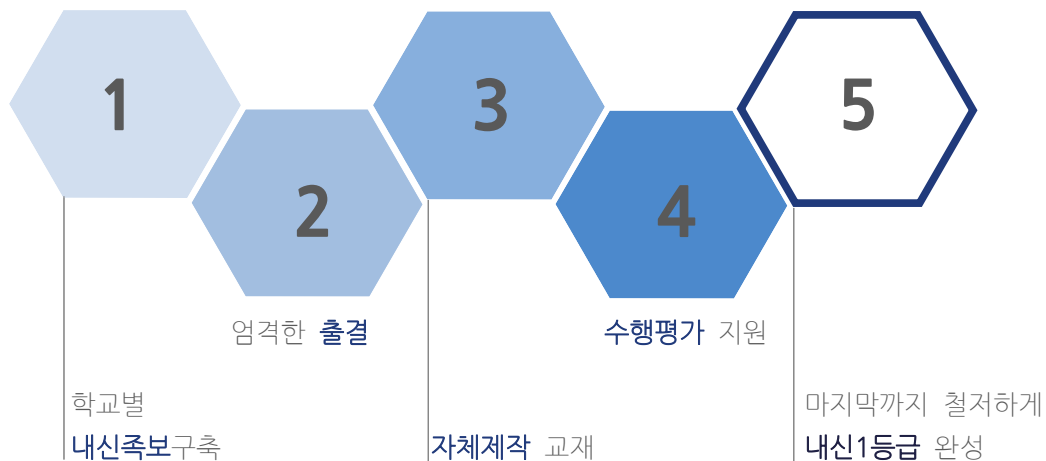 1
학교별
내신족보구축
2
엄격한 출결
3
자체제작 교재
4
수행평가 지원
5
마지막까지 철저하게
내신1등급 완성